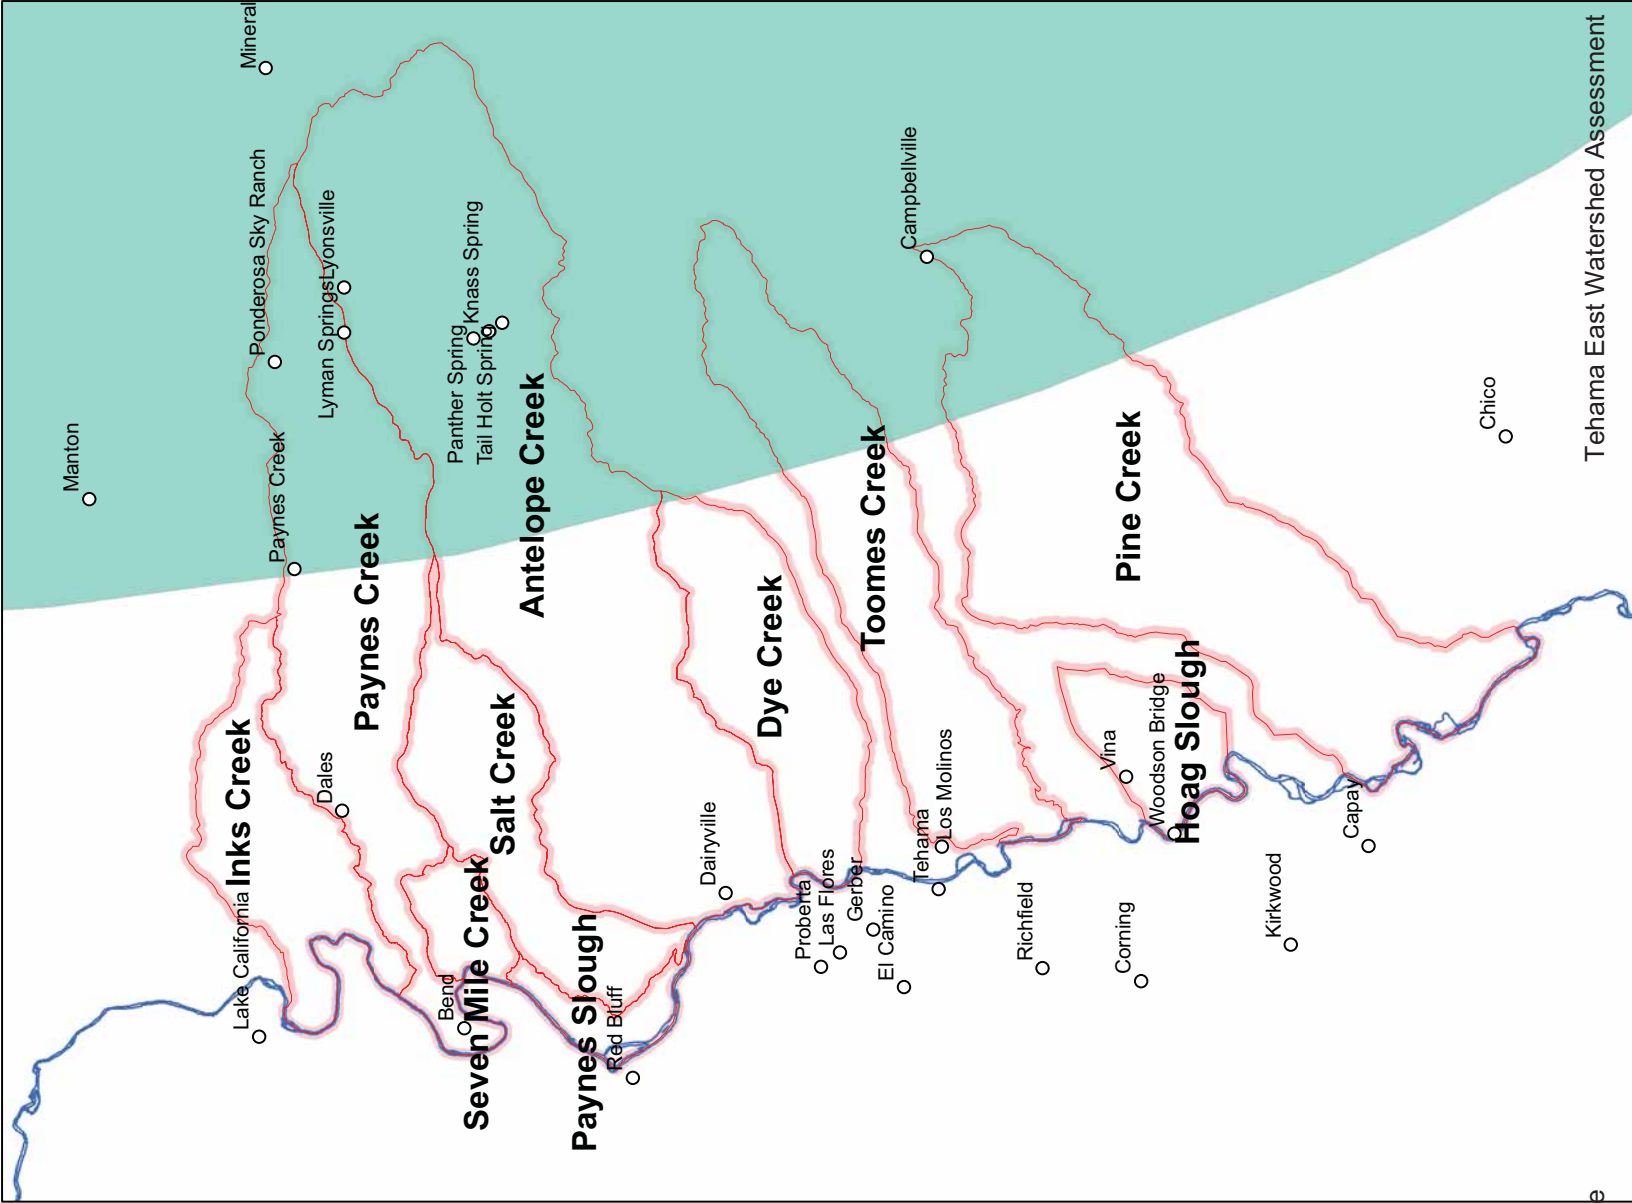 Mineral
Manton
Ponderosa Sky Ranch
Paynes Creek
Lyonsville
Lyman Springs
Knass Spring
Panther Spring
Tail Holt Spring
Campbellville
Chico
Tehama East Watershed Assessment
Paynes Creek
Antelope Creek
Toomes Creek
Pine Creek
Dye Creek
Inks Creek
Salt Creek
Hoag Slough
Seven Mile Creek
Paynes Slough
Dales
Lake California
Bend
Red Bluff
Dairyville
Proberta
Las Flores
Gerber
El Camino
Tehama
Los Molinos
Vina
Woodson Bridge
Richfield
Corning
Kirkwood
Capay
e